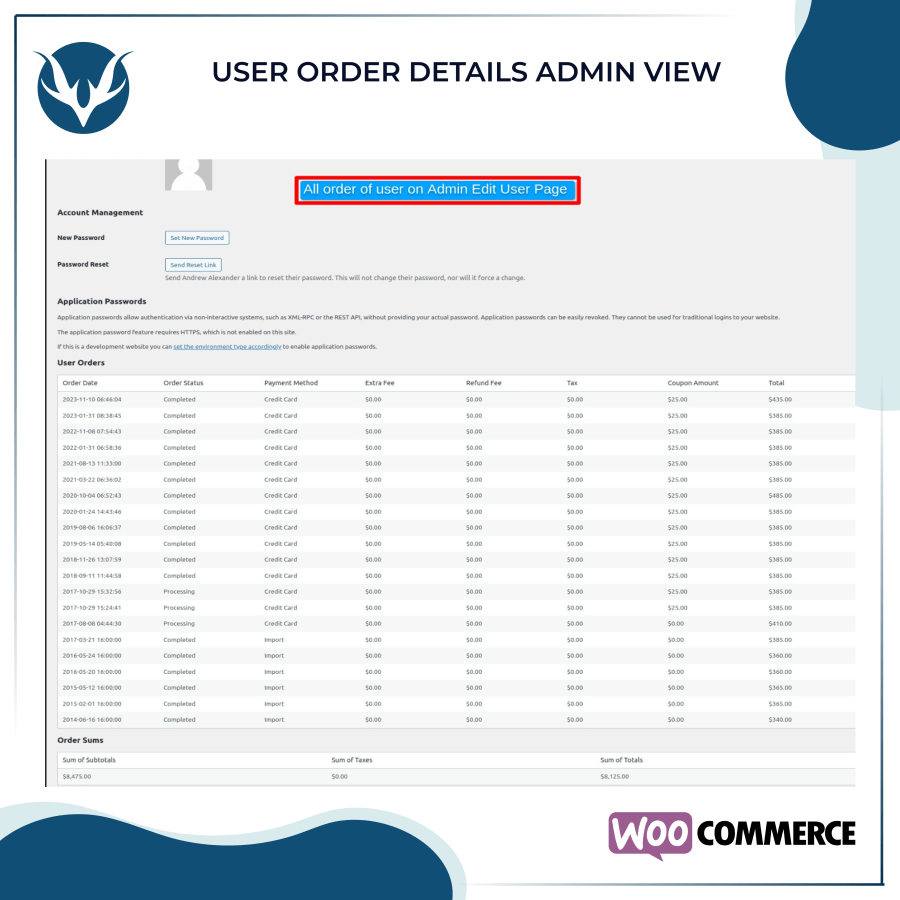 USER ORDER DETAILS ADMIN VIEW
All order of user on Admin Edit User Page
Account Management
New Password Set New Password
Password Reset Send Reset Link
Send Andrew Alexander a link to reset their password. This will not change their password, nor will it force a change.
Application Passwords
Application passwords allow authentication via non-interactive systems, such as XML-RPC or the REST API, without providing your actual password. Application passwords can be easily revoked. They cannot be used for traditional logins to your website.
The application password feature requires HTTPS, which is not enabled on this site.
If this is a development website you can set the environment type accordingly to enable application passwords.
User Orders
Order Date Order Status Payment Method Extra Fee Refund Fee Tax Coupon Amount Total
2023-11-10 06:46:04 Completed Credit Card $0.00 $0.00 $0.00 $25.00 $435.00
2023-01-31 08:38:45 Completed Credit Card $0.00 $0.00 $0.00 $25.00 $385.00
2022-11-08 07:54:43 Completed Credit Card $0.00 $0.00 $0.00 $25.00 $385.00
2022-01-31 06:58:36 Completed Credit Card $0.00 $0.00 $0.00 $25.00 $385.00
2021-08-13 11:33:00 Completed Credit Card $0.00 $0.00 $0.00 $25.00 $385.00
2021-03-22 06:36:02 Completed Credit Card $0.00 $0.00 $0.00 $25.00 $385.00
2020-10-04 06:52:43 Completed Credit Card $0.00 $0.00 $0.00 $25.00 $485.00
2020-01-24 14:43:46 Completed Credit Card $0.00 $0.00 $0.00 $25.00 $385.00
2019-08-06 16:06:37 Completed Credit Card $0.00 $0.00 $0.00 $25.00 $385.00
2019-05-14 05:40:08 Completed Credit Card $0.00 $0.00 $0.00 $25.00 $385.00
2018-11-26 13:07:59 Completed Credit Card $0.00 $0.00 $0.00 $25.00 $385.00
2018-09-11 11:44:58 Completed Credit Card $0.00 $0.00 $0.00 $25.00 $385.00
2017-10-29 15:32:56 Processing Credit Card $0.00 $0.00 $0.00 $25.00 $385.00
2017-10-29 15:24:41 Processing Credit Card $0.00 $0.00 $0.00 $25.00 $385.00
2017-08-08 04:44:30 Processing Credit Card $0.00 $0.00 $0.00 $0.00 $410.00
2017-03-21 16:00:00 Completed Import $0.00 $0.00 $0.00 $0.00 $385.00
2016-05-24 16:00:00 Completed Import $0.00 $0.00 $0.00 $0.00 $360.00
2016-05-20 16:00:00 Completed Import $0.00 $0.00 $0.00 $0.00 $360.00
2015-05-12 16:00:00 Completed Import $0.00 $0.00 $0.00 $0.00 $365.00
2015-02-01 16:00:00 Completed Import $0.00 $0.00 $0.00 $0.00 $365.00
2014-06-16 16:00:00 Completed Import $0.00 $0.00 $0.00 $0.00 $340.00
Order Sums
Sum of Subtotals Sum of Taxes Sum of Totals
$8,475.00 $0.00 $8,125.00
WOO COMMERCE